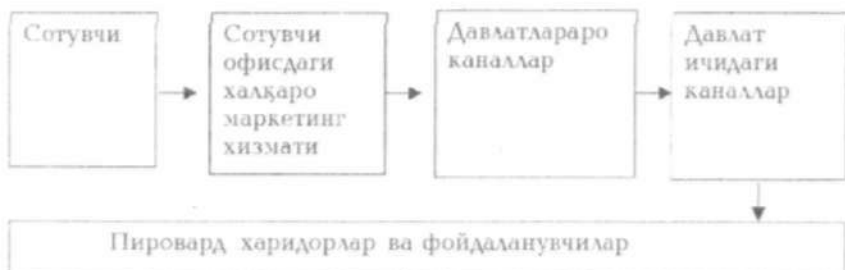 Сотувчи
Сотувчи
офисдаги
халқаро
маркетинг
хизмати
Давлатлараро
каналлар
Давлат
ичидаги
каналлар
Пировард харидорлар ва фойдаланувчилар